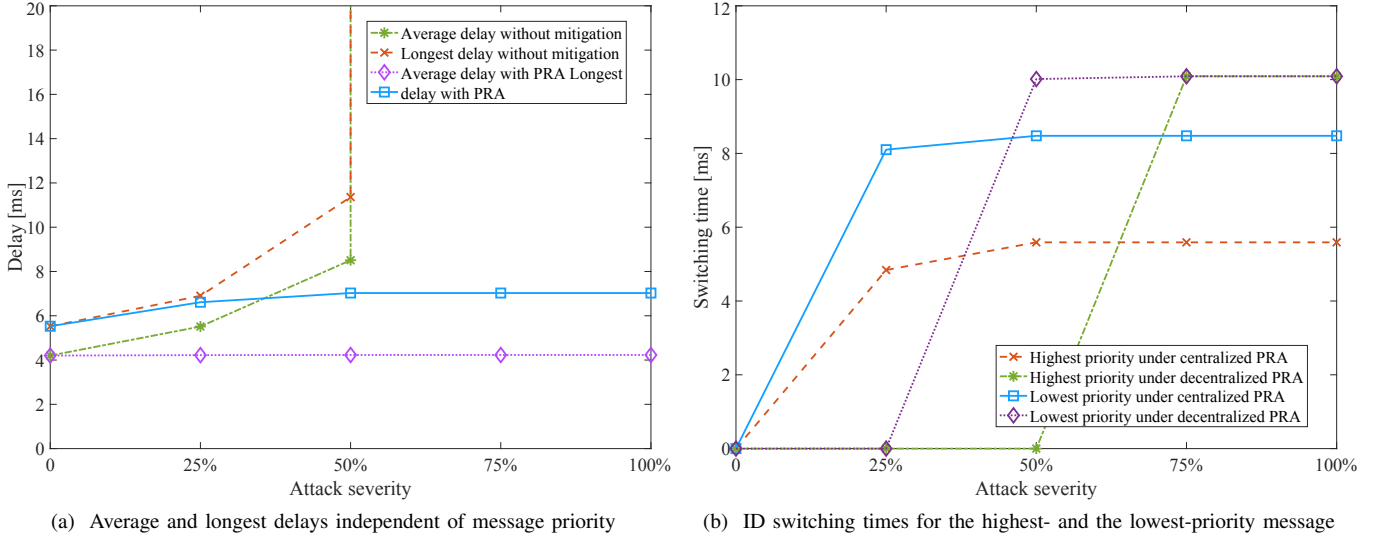 20
18
16
14
12
10
8
6
4
2
0
Delay [ms]
Average delay without mitigation
Longest delay without mitigation
Average delay with PRA Longest
delay with PRA
0 25% 50% 75% 100%
Attack severity
(a) Average and longest delays independent of message priority
12
10
8
6
4
2
0
Switching time [ms]
Highest priority under centralized PRA
Highest priority under decentralized PRA
Lowest priority under centralized PRA
Lowest priority under decentralized PRA
0 25% 50% 75% 100%
Attack severity
(b) ID switching times for the highest- and the lowest-priority message